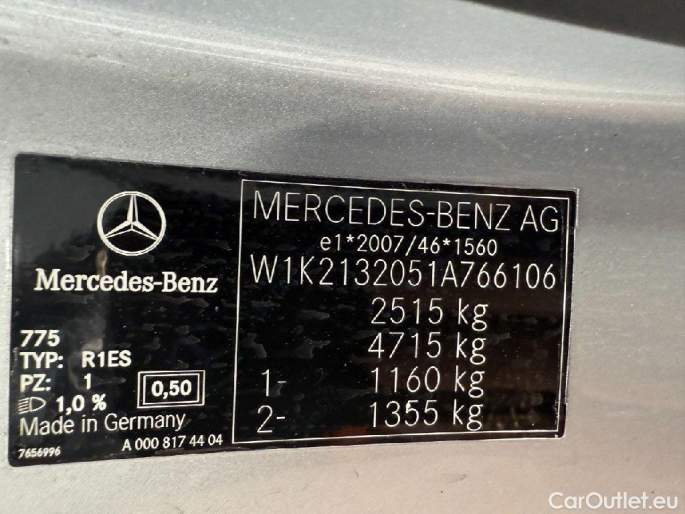 Mercedes-Benz
775
TYP: R1ES
PZ: 1
1,0 %
0,50
Made in Germany
7656996
A 000 817 44 04
MERCEDES-BENZ AG
e1*2007/46*1560
W1K2132051A766106
2515 kg
4715 kg
1- 1160 kg
2- 1355 kg
CarOutlet.eu